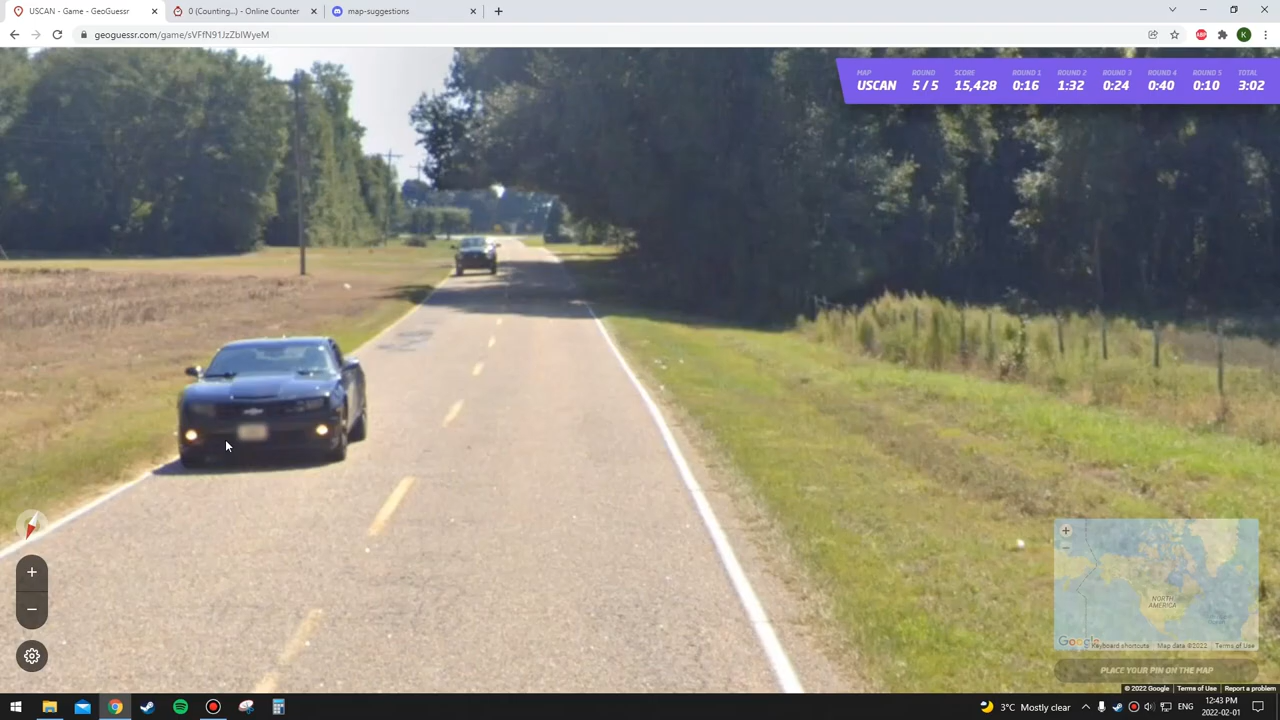 USCAN - Game - GeoGuessr
0 (Counting...) - Online Counter
map-suggestions
geoguessr.com/game/sVFfN91JzZbIWyeM
ABP
K
MAP ROUND SCORE ROUND 1 ROUND 2 ROUND 3 ROUND 4 ROUND 5 TOTAL
USCAN 5 / 5 15,428 0:16 1:32 0:24 0:40 0:10 3:02
NORTH
AMERICA
Google
Keyboard shortcuts Map data ©2022 Terms of Use
PLACE YOUR PIN ON THE MAP
© 2022 Google Terms of Use Report a problem
3°C Mostly clear
ENG
12:43 PM
2022-02-01